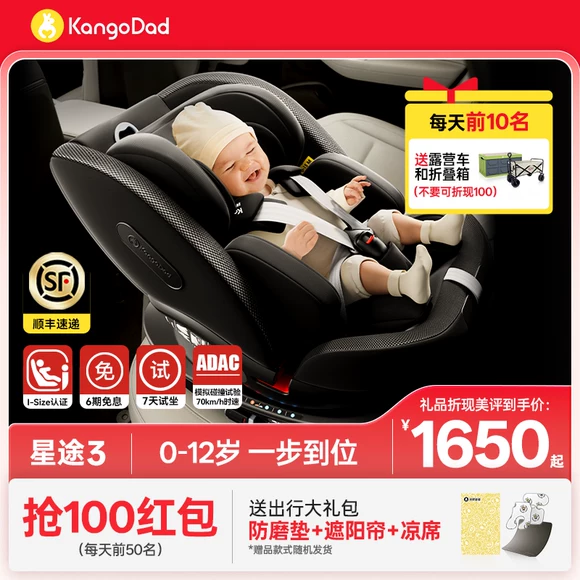 KangoDad
每天前10名
送露营车
和折叠箱
(不要可折现100)
KangoDad
SF
顺丰速递
i-Size认证
免
6期免息
试
7天试坐
ADAC
模拟碰撞试验
70km/h时速
礼品折现美评到手价:
¥1650起
星途3
0-12岁 一步到位
抢100红包
(每天前50名)
送出行大礼包
防磨垫+遮阳帘+凉席
*赠品款式随机发货